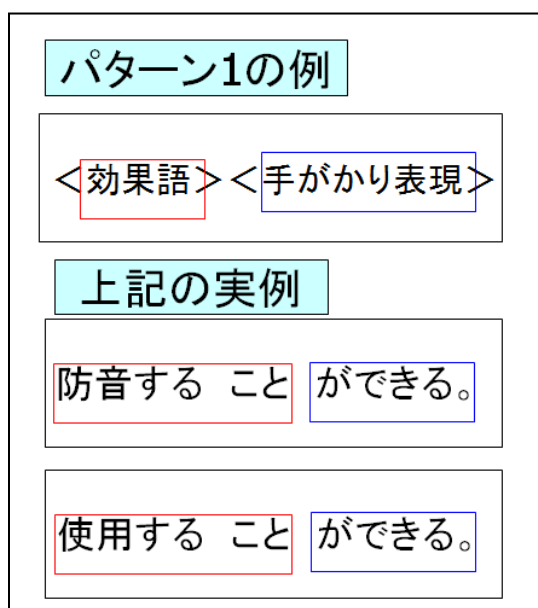 パターン1の例
＜効果語＞＜手がかり表現＞
上記の実例
防音する こと ができる。
使用する こと ができる。